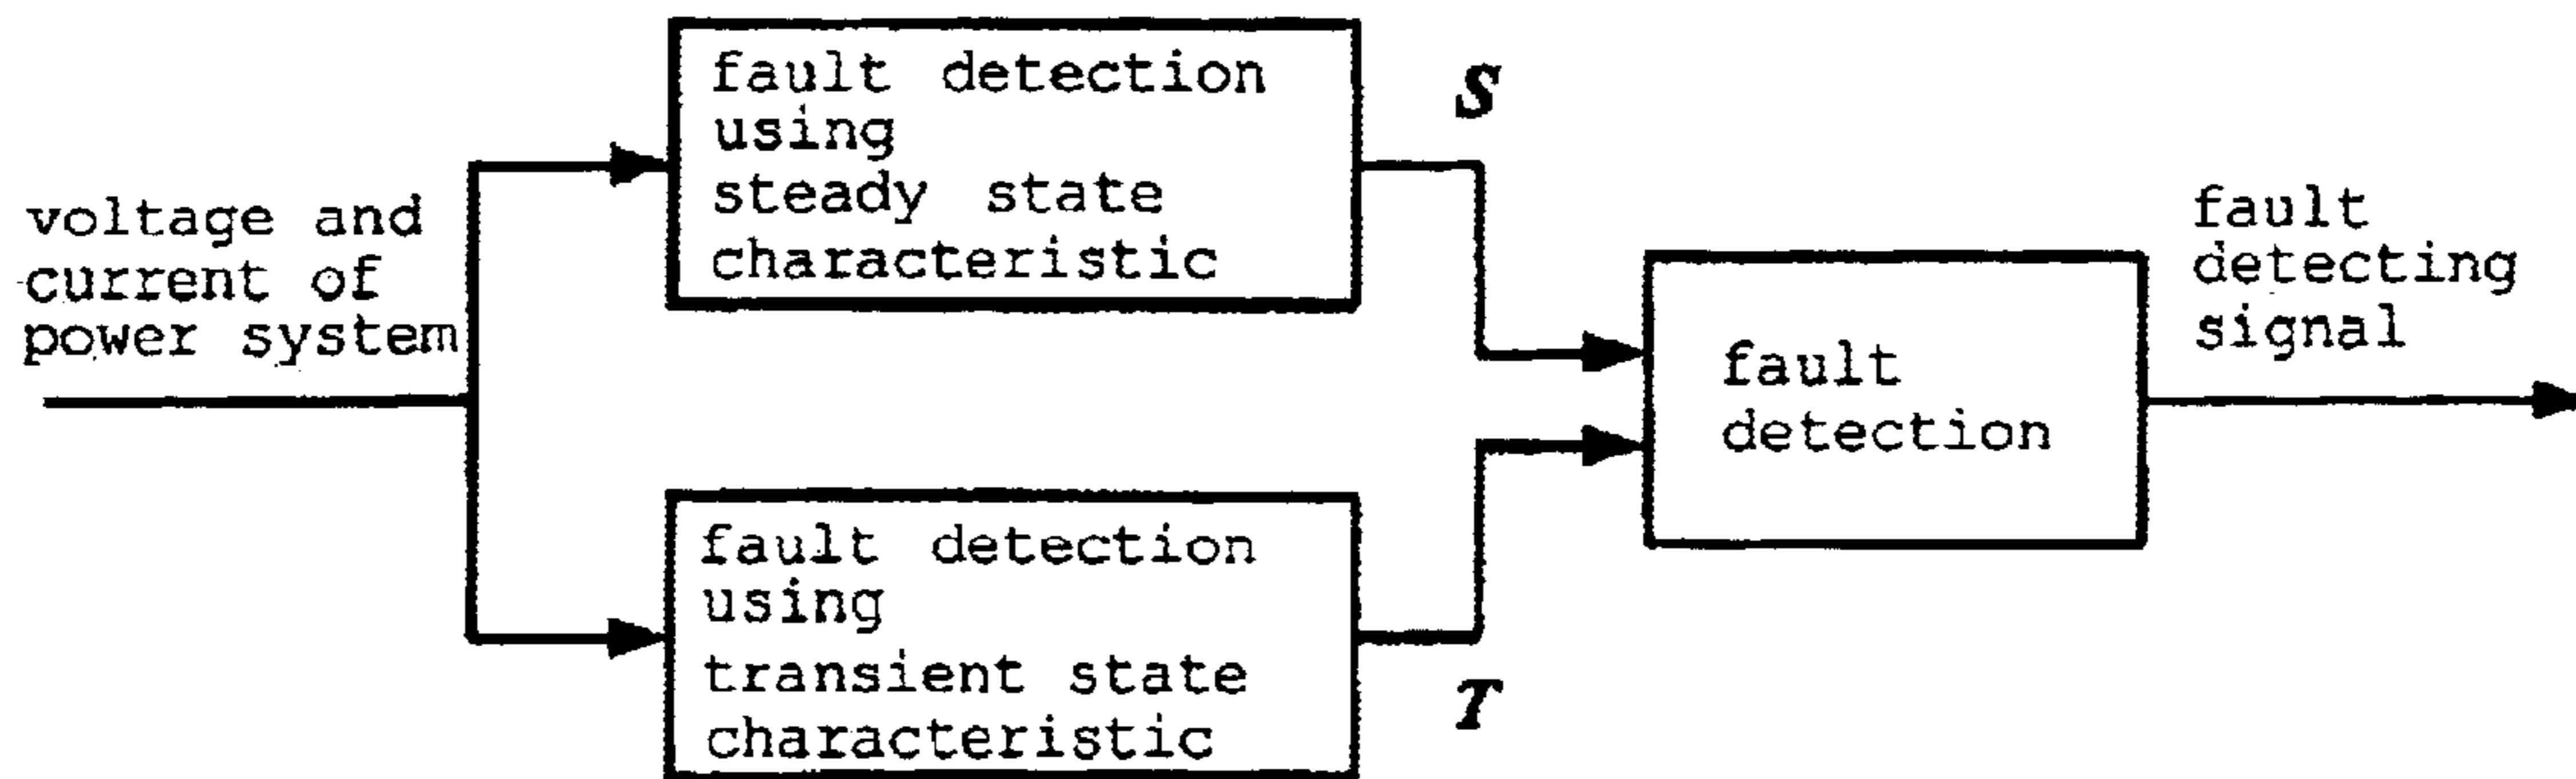 voltage and
current of
power system
fault detection
using
steady state
characteristic
S
fault detection
using
transient state
characteristic
T
fault
detection
fault
detecting
signal